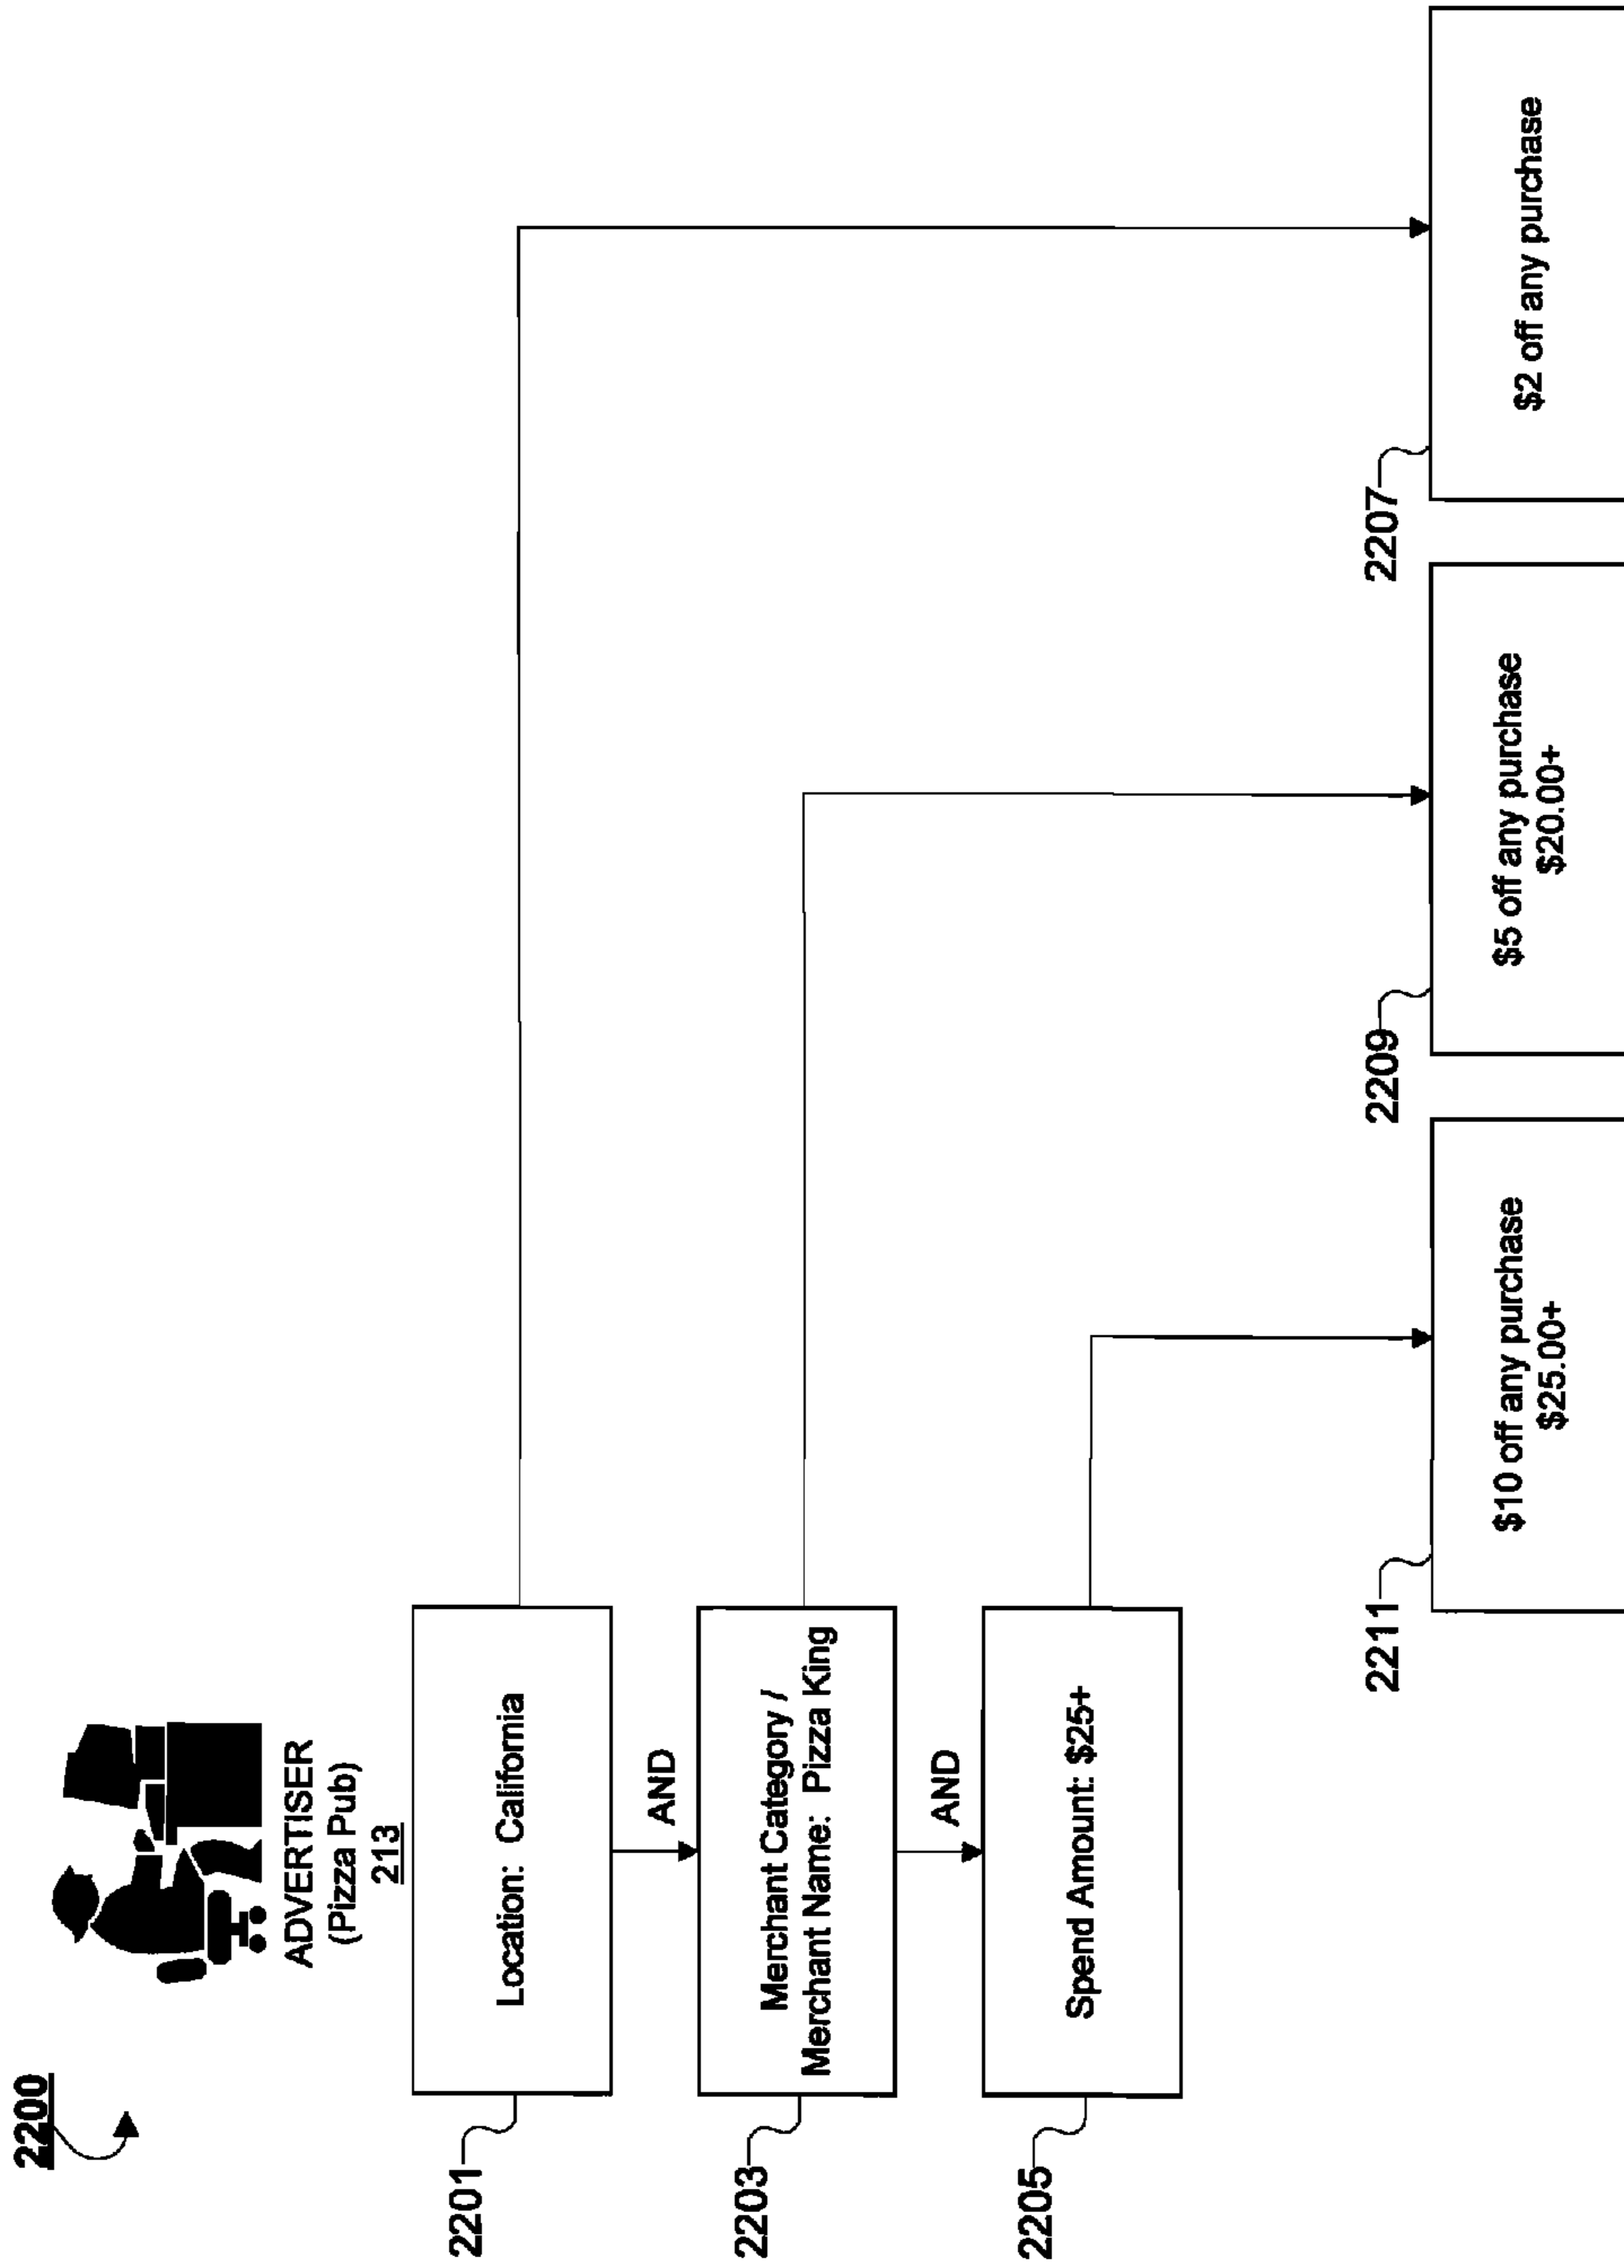 2200
ADVERTISER
(Pizza Pub)
213
2201
Location: California
AND
2203
Merchant Category /
Merchant Name: Pizza King
AND
2205
Spend Amount: $25+
2211
$10 off any purchase
$25.00+
2209
$5 off any purchase
$20.00+
2207
$2 off any purchase